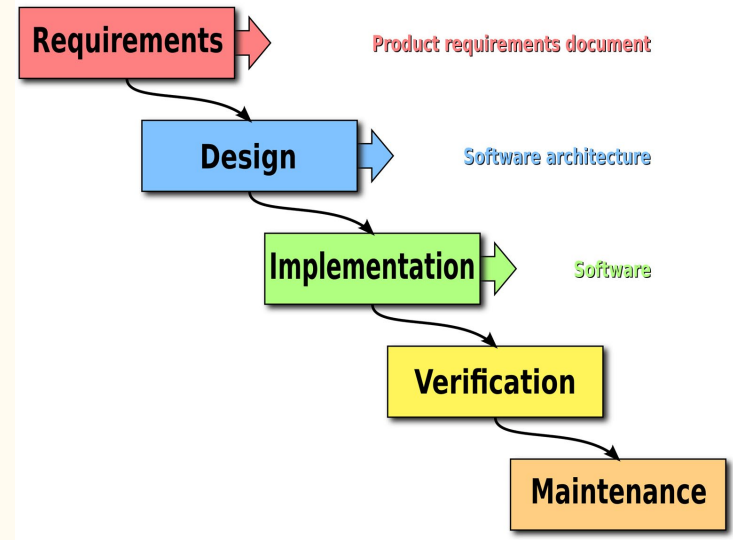 Requirements
Product requirements document
Design
Software architecture
Implementation
Software
Verification
Maintenance